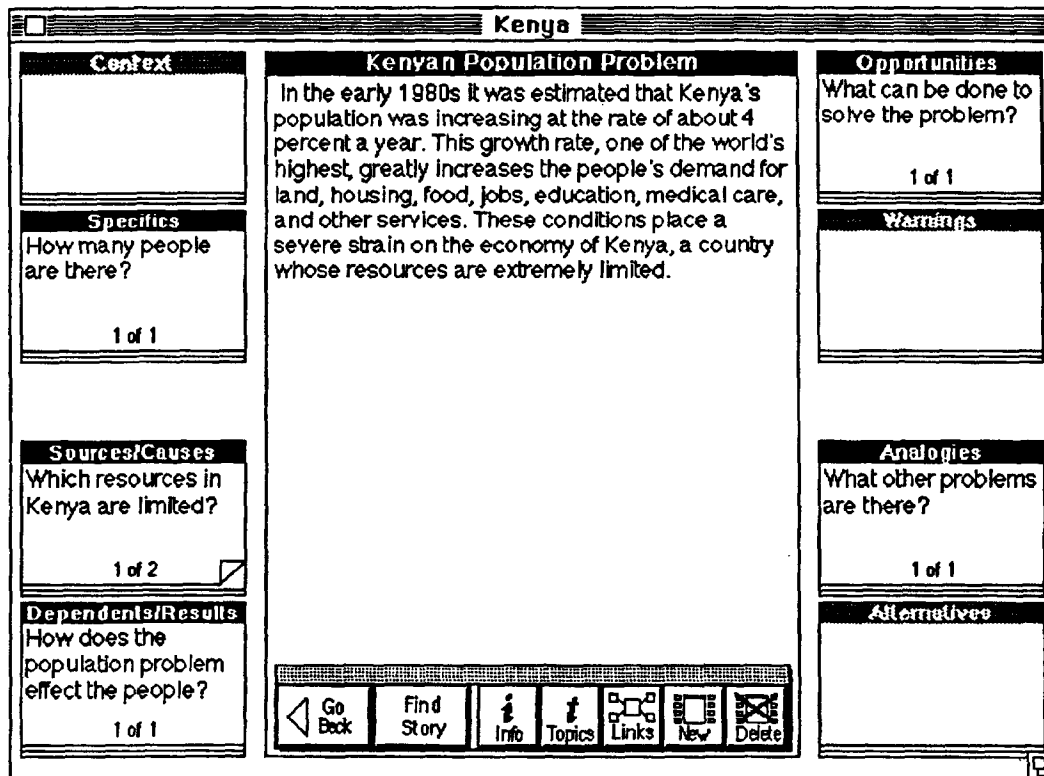 Kenya
Context
Specifics
How many people
are there?
1 of 1
Sources/Causes
Which resources in
Kenya are limited?
1 of 2
Dependents/Results
How does the
population problem
effect the people?
1 of 1
Kenyan Population Problem
In the early 1980s it was estimated that Kenya's
population was increasing at the rate of about 4
percent a year. This growth rate, one of the world's
highest, greatly increases the people's demand for
land, housing, food, jobs, education, medical care,
and other services. These conditions place a
severe strain on the economy of Kenya, a country
whose resources are extremely limited.
Go
Back
Find
Story
i
Info
t
Topics
Links
New
Delete
Opportunities
What can be done to
solve the problem?
1 of 1
Warnings
Analogies
What other problems
are there?
1 of 1
Alternatives